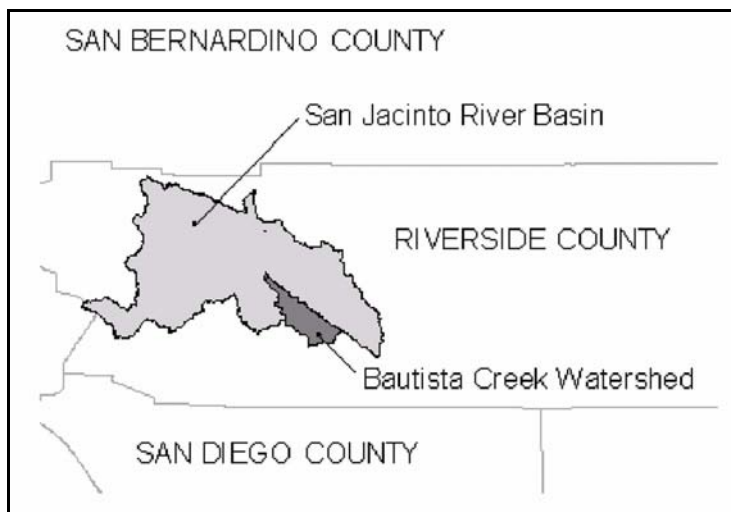 SAN BERNARDINO COUNTY
San Jacinto River Basin
RIVERSIDE COUNTY
Bautista Creek Watershed
SAN DIEGO COUNTY